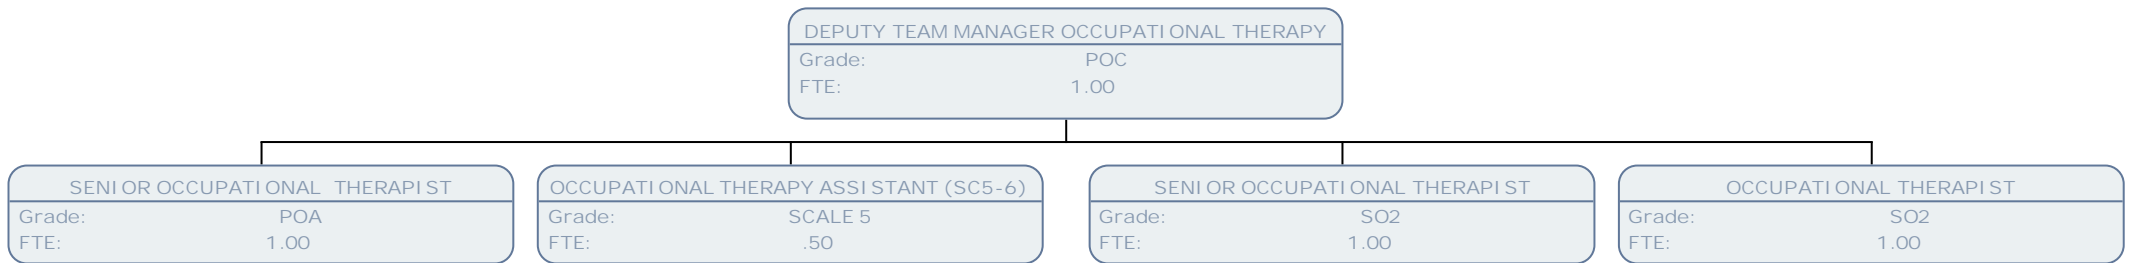 DEPUTY TEAM MANAGER OCCUPATIONAL THERAPY
Grade: POC
FTE: 1.00
SENIOR OCCUPATIONAL THERAPIST
Grade: POA
FTE: 1.00
OCCUPATIONAL THERAPY ASSISTANT (SC5-6)
Grade: SCALE 5
FTE: .50
SENIOR OCCUPATIONAL THERAPIST
Grade: SO2
FTE: 1.00
OCCUPATIONAL THERAPIST
Grade: SO2
FTE: 1.00